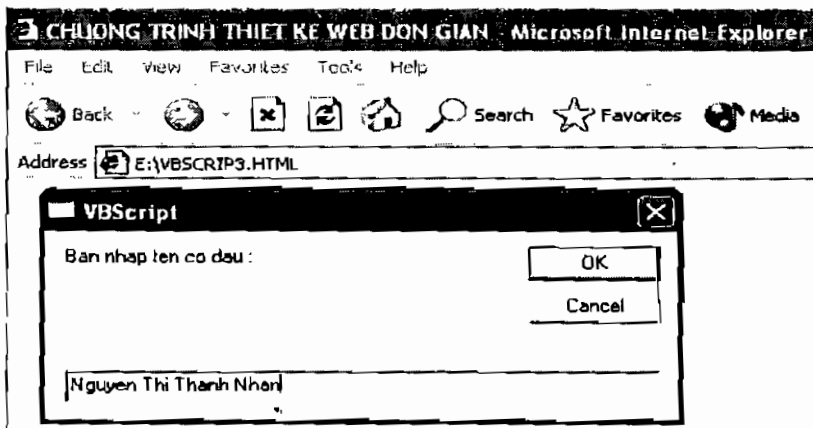 CHUONG TRINH THIET KE WEB DON GIAN - Microsoft Internet Explorer
File Edit View Favorites Tools Help
Back Search Favorites Media
Address E:\VBSCRIP3.HTML
VBScript
Ban nhap ten co dau :
OK
Cancel
Nguyen Thi Thanh Nhan